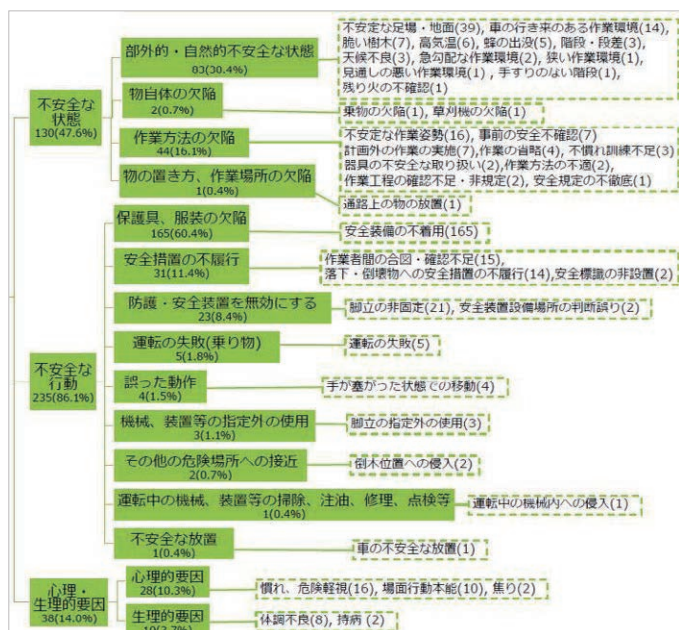 不安全な
状態
130(47.6%)
部外的・自然的不安全な状態
83(30.4%)
不安定な足場・地面(39), 車の行き来のある作業環境(14),
脆い樹木(7), 高気温(6), 蜂の出没(5), 階段・段差(3),
天候不良(3), 急勾配な作業環境(2), 狭い作業環境(1),
見通しの悪い作業環境(1) , 手すりのない階段(1),
残り火の不確認(1)
物自体の欠陥
2(0.7%)
乗物の欠陥(1), 草刈機の欠陥(1)
作業方法の欠陥
44(16.1%)
不安定な作業姿勢(16), 事前の安全不確認(7)
計画外の作業の実施(7), 作業の省略(4), 不慣れ訓練不足(3)
器具の不安全な取り扱い(2),作業方法の不適(2),
作業工程の確認不足・非規定(2), 安全規定の不徹底(1)
物の置き方、作業場所の欠陥
1(0.4%)
通路上の物の放置(1)
不安全な
行動
235(86.1%)
保護具、服装の欠陥
165(60.4%)
安全装備の不着用(165)
安全措置の不履行
31(11.4%)
作業者間の合図・確認不足(15),
落下・倒壊物への安全措置の不履行(14),安全標識の非設置(2)
防護・安全装置を無効にする
23(8.4%)
脚立の非固定(21), 安全装置設備場所の判断誤り(2)
運転の失敗(乗り物)
5(1.8%)
運転の失敗(5)
誤った動作
4(1.5%)
手が塞がった状態での移動(4)
機械、装置等の指定外の使用
3(1.1%)
脚立の指定外の使用(3)
その他の危険場所への接近
2(0.7%)
倒木位置への侵入(2)
運転中の機械、装置等の掃除、注油、修理、点検等
1(0.4%)
運転中の機械内への侵入(1)
不安全な放置
1(0.4%)
車の不安全な放置(1)
心理・
生理的要因
38(14.0%)
心理的要因
28(10.3%)
慣れ、危険軽視(16), 場面行動本能(10), 焦り(2)
生理的要因
10(3.7%)
体調不良(8), 持病 (2)